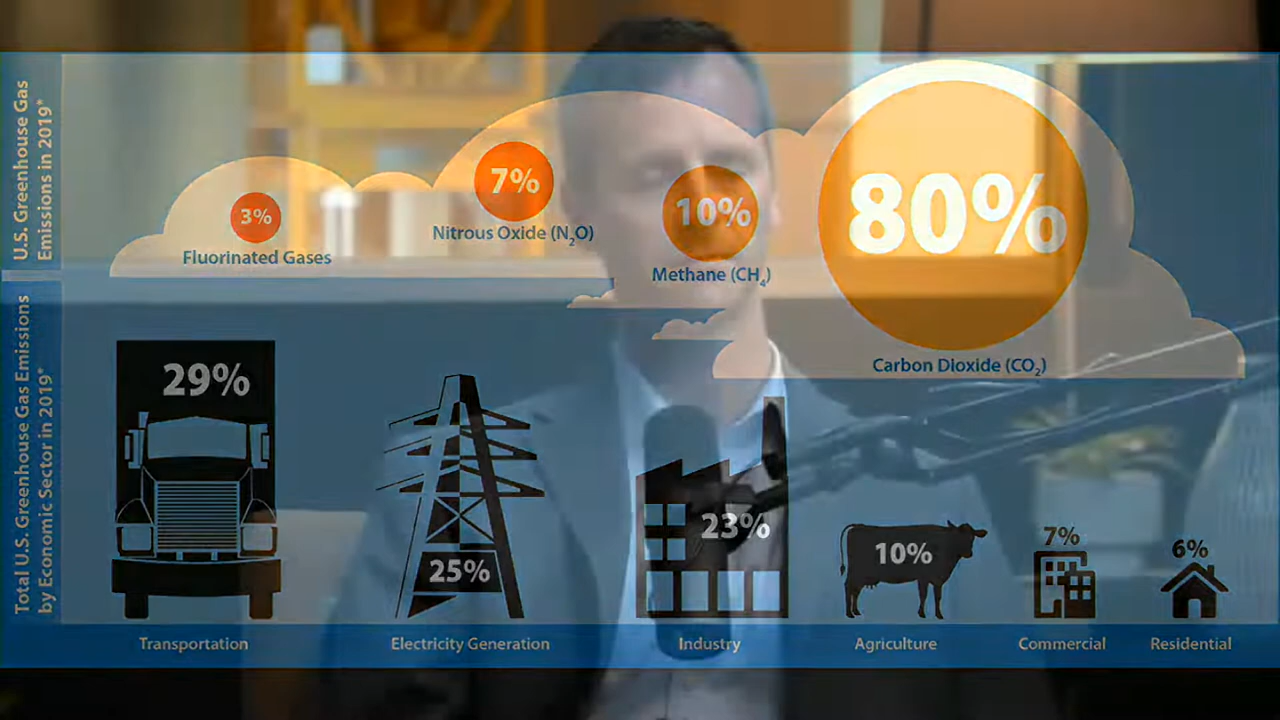 U.S. Greenhouse Gas
Emissions in 2019*
3%
Fluorinated Gases
7%
Nitrous Oxide (N₂O)
10%
Methane (CH₄)
80%
Carbon Dioxide (CO₂)
Total U.S. Greenhouse Gas Emissions
by Economic Sector in 2019*
29%
25%
23%
10%
7%
6%
Transportation
Electricity Generation
Industry
Agriculture
Commercial
Residential